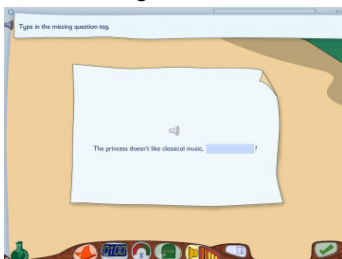 Type in the missing question tag.
The princess doesn't like classical music, ?